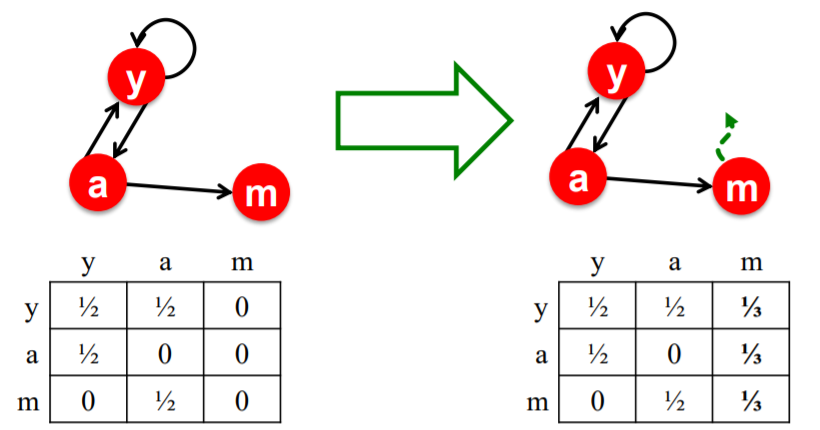 y y
a m a m
y a m y a m
y ½ ½ 0 y ½ ½ ⅓
a ½ 0 0 a ½ 0 ⅓
m 0 ½ 0 m 0 ½ ⅓